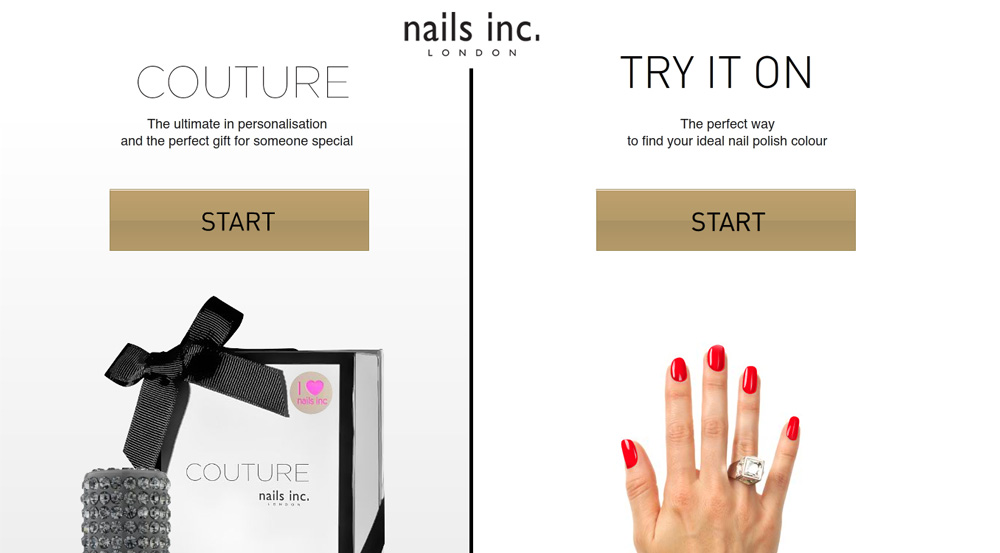 nails inc.
LONDON
COUTURE
The ultimate in personalisation
and the perfect gift for someone special
START
I
nails inc
COUTURE
nails inc.
LONDON
TRY IT ON
The perfect way
to find your ideal nail polish colour
START